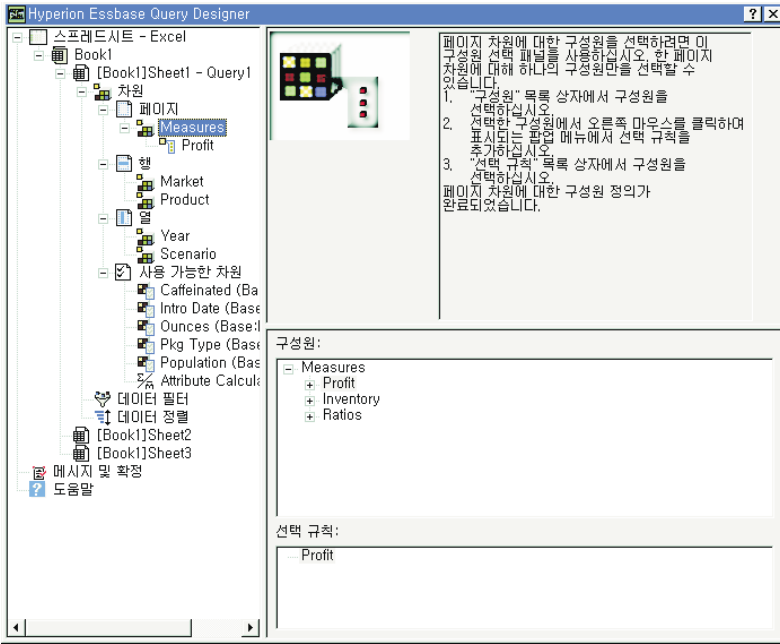 Hyperion Essbase Query Designer
스프레드시트 - Excel
Book1
[Book1]Sheet1 - Query1
차원
페이지
Measures
Profit
행
Market
Product
열
Year
Scenario
사용 가능한 차원
Caffeinated (Ba
Intro Date (Base
Ounces (Base:I
Pkg Type (Base
Population (Bas
Attribute Calcula
데이터 필터
데이터 정렬
[Book1]Sheet2
[Book1]Sheet3
메시지 및 확정
도움말
페이지 차원에 대한 구성원을 선택하려면 이
구성원 선택 패널을 사용하십시오. 한 페이지
차원에 대해 하나의 구성원만을 선택할 수
있습니다.
1. "구성원" 목록 상자에서 구성원을
선택하십시오.
2. 선택한 구성원에서 오른쪽 마우스를 클릭하여
표시되는 팝업 메뉴에서 선택 규칙을
추가하십시오.
3. "선택 규칙" 목록 상자에서 구성원을
선택하십시오.
페이지 차원에 대한 구성원 정의가
완료되었습니다.
구성원:
Measures
Profit
Inventory
Ratios
선택 규칙:
Profit